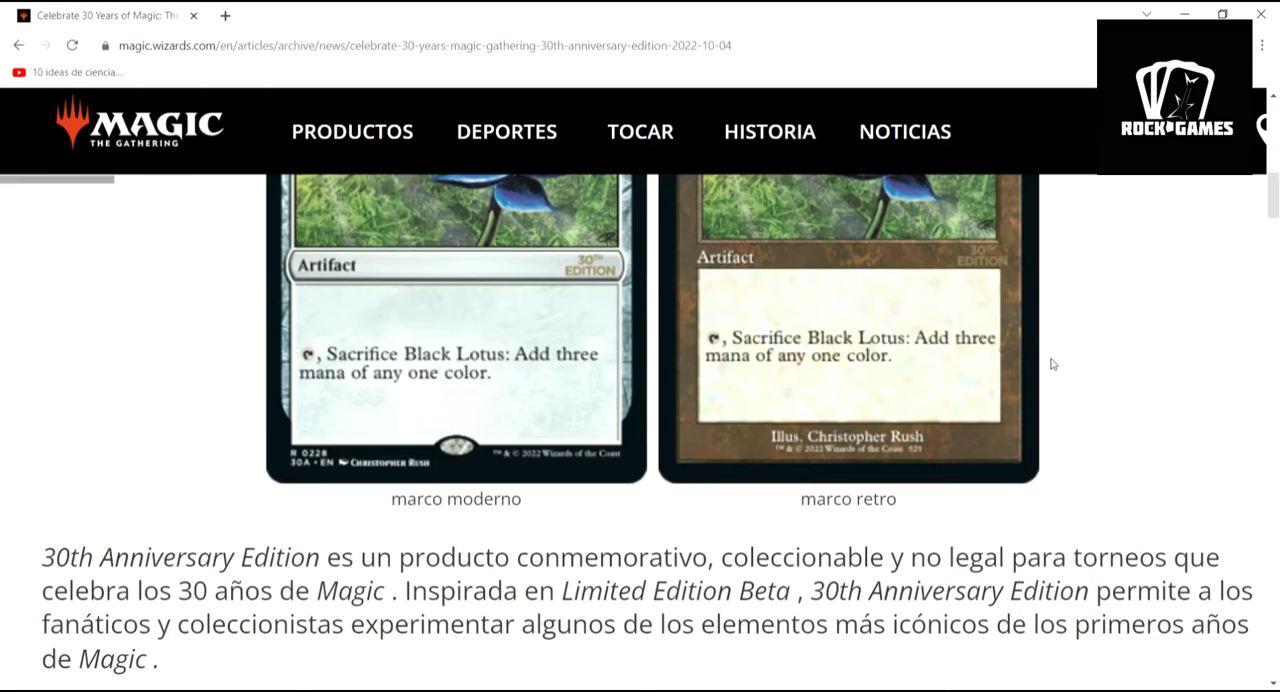 Celebrate 30 Years of Magic: The
magic.wizards.com/en/articles/archive/news/celebrate-30-years-magic-gathering-30th-anniversary-edition-2022-10-04
10 ideas de ciencia...
MAGIC
THE GATHERING
PRODUCTOS
DEPORTES
TOCAR
HISTORIA
NOTICIAS
ROCK GAMES
Artifact
30TH
EDITION
, Sacrifice Black Lotus: Add three
mana of any one color.
R 0228
30A • EN CHRISTOPHER RUSH
™ & © 2022 Wizards of the Coast
Artifact
30TH
EDITION
, Sacrifice Black Lotus: Add three
mana of any one color.
Illus. Christopher Rush
™ & © 2022 Wizards of the Coast
marco moderno
marco retro
30th Anniversary Edition es un producto conmemorativo, coleccionable y no legal para torneos que
celebra los 30 años de Magic . Inspirada en Limited Edition Beta , 30th Anniversary Edition permite a los
fanáticos y coleccionistas experimentar algunos de los elementos más icónicos de los primeros años
de Magic .